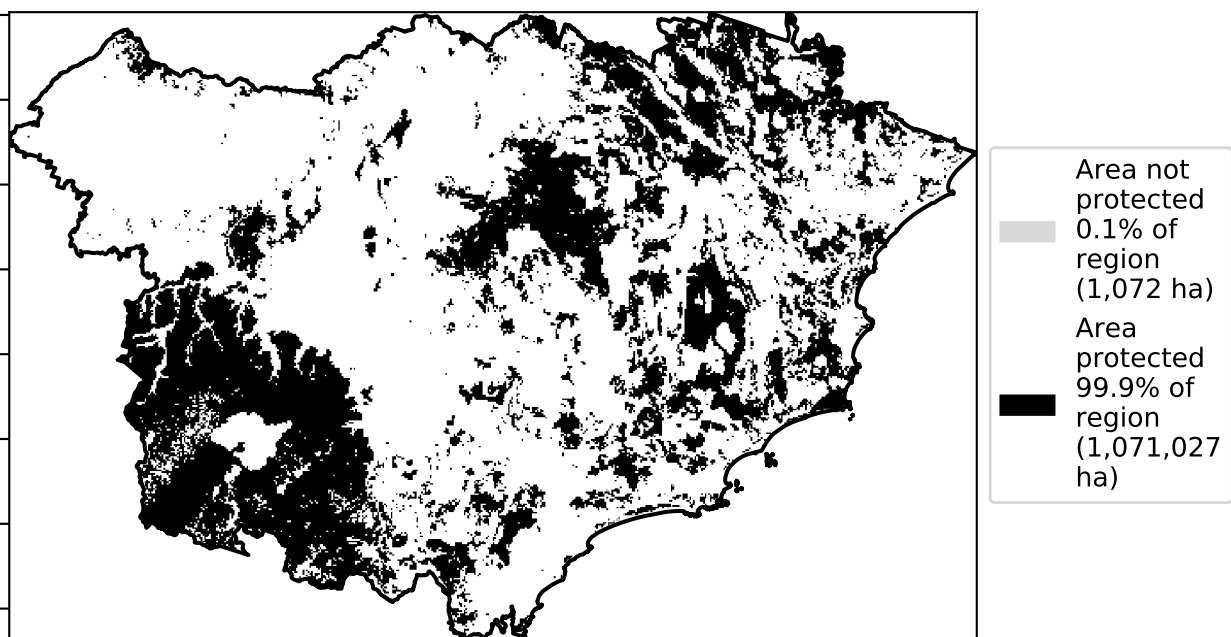 Area not
protected
0.1% of
region
(1,072 ha)
Area
protected
99.9% of
region
(1,071,027
ha)